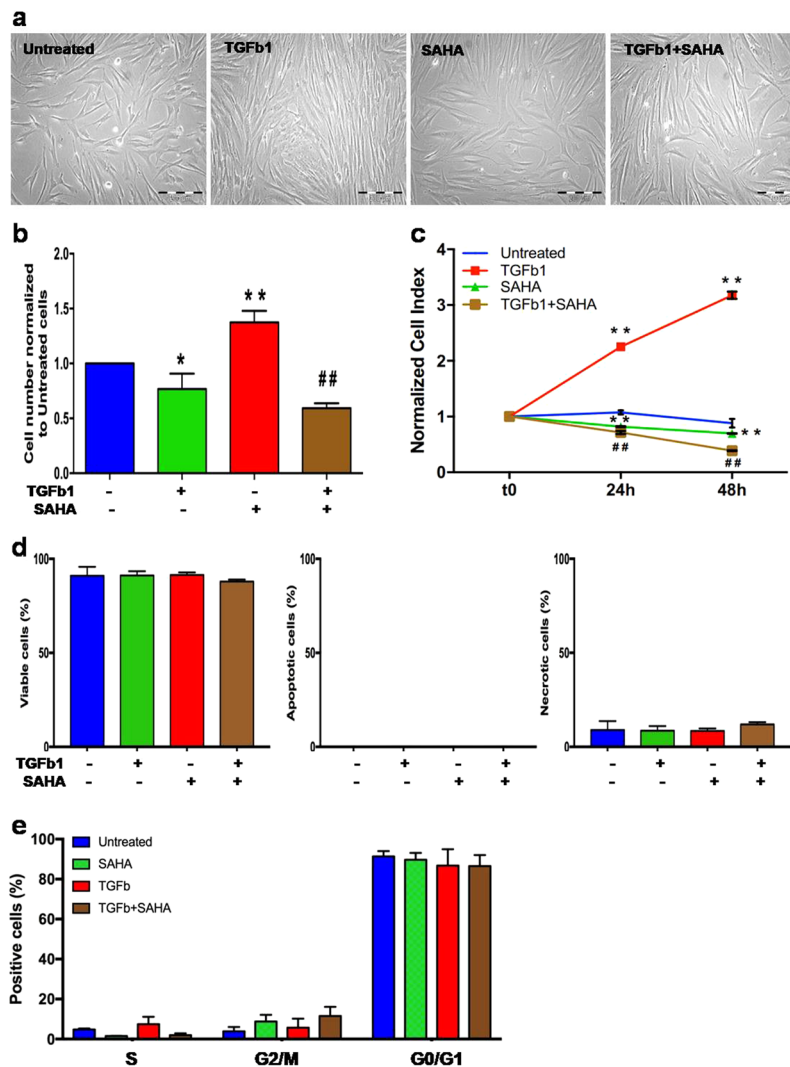 a
Untreated
TGFb1
SAHA
TGFb1+SAHA
b
Cell number normalized
to Untreated cells
2.0
1.5
1.0
0.5
0.0
**
*
##
TGFb1 - + - +
SAHA - - + +
c
Normalized Cell Index
4
3
2
1
0
Untreated
TGFb1
SAHA
TGFb1+SAHA
**
**
**
**
##
##
t0 24h 48h
d
Viable cells (%)
100
50
0
Apoptotic cells (%)
100
50
0
Necrotic cells (%)
100
50
0
TGFb1 - + - + - + - + - + - +
SAHA - - + + - - + + - - + +
e
Positive cells (%)
100
80
60
40
20
0
Untreated
SAHA
TGFb
TGFb+SAHA
S G2/M G0/G1